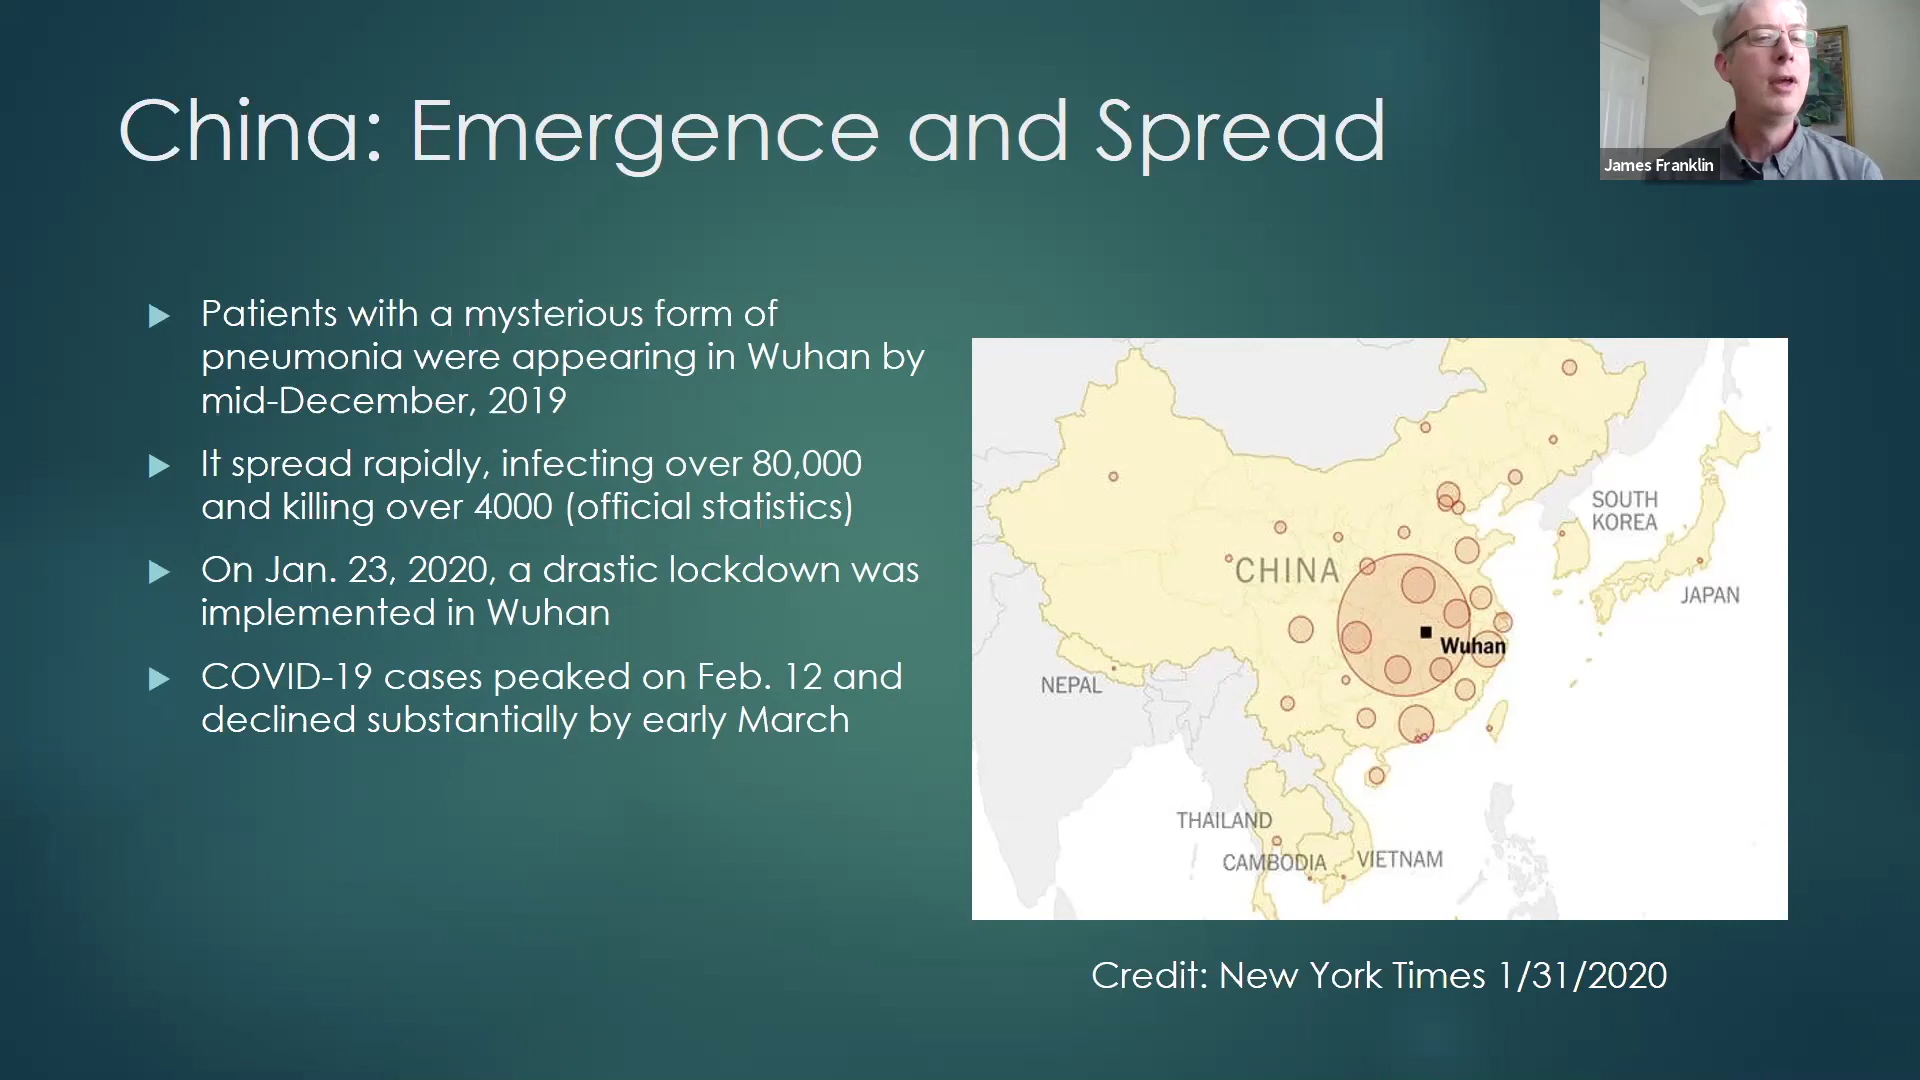 China: Emergence and Spread
James Franklin
Patients with a mysterious form of
pneumonia were appearing in Wuhan by
mid-December, 2019
It spread rapidly, infecting over 80,000
and killing over 4000 (official statistics)
On Jan. 23, 2020, a drastic lockdown was
implemented in Wuhan
COVID-19 cases peaked on Feb. 12 and
declined substantially by early March
SOUTH
KOREA
CHINA
JAPAN
Wuhan
NEPAL
THAILAND
CAMBODIA
VIETNAM
Credit: New York Times 1/31/2020